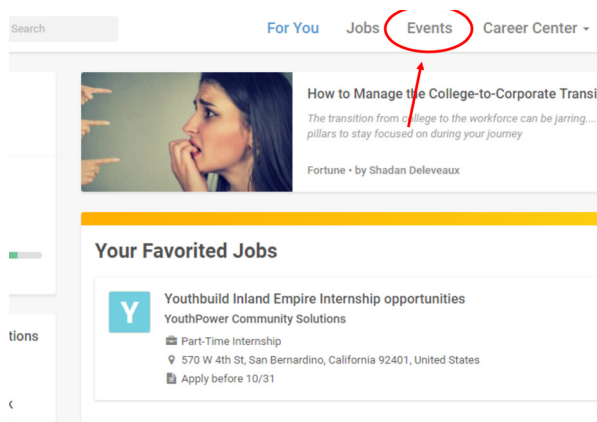 Search
For You Jobs Events Career Center
How to Manage the College-to-Corporate Transi
The transition from college to the workforce can be jarring....
pillars to stay focused on during your journey
Fortune • by Shadan Deleveaux
Your Favorited Jobs
Y
Youthbuild Inland Empire Internship opportunities
YouthPower Community Solutions
Part-Time Internship
570 W 4th St, San Bernardino, California 92401, United States
Apply before 10/31
tions